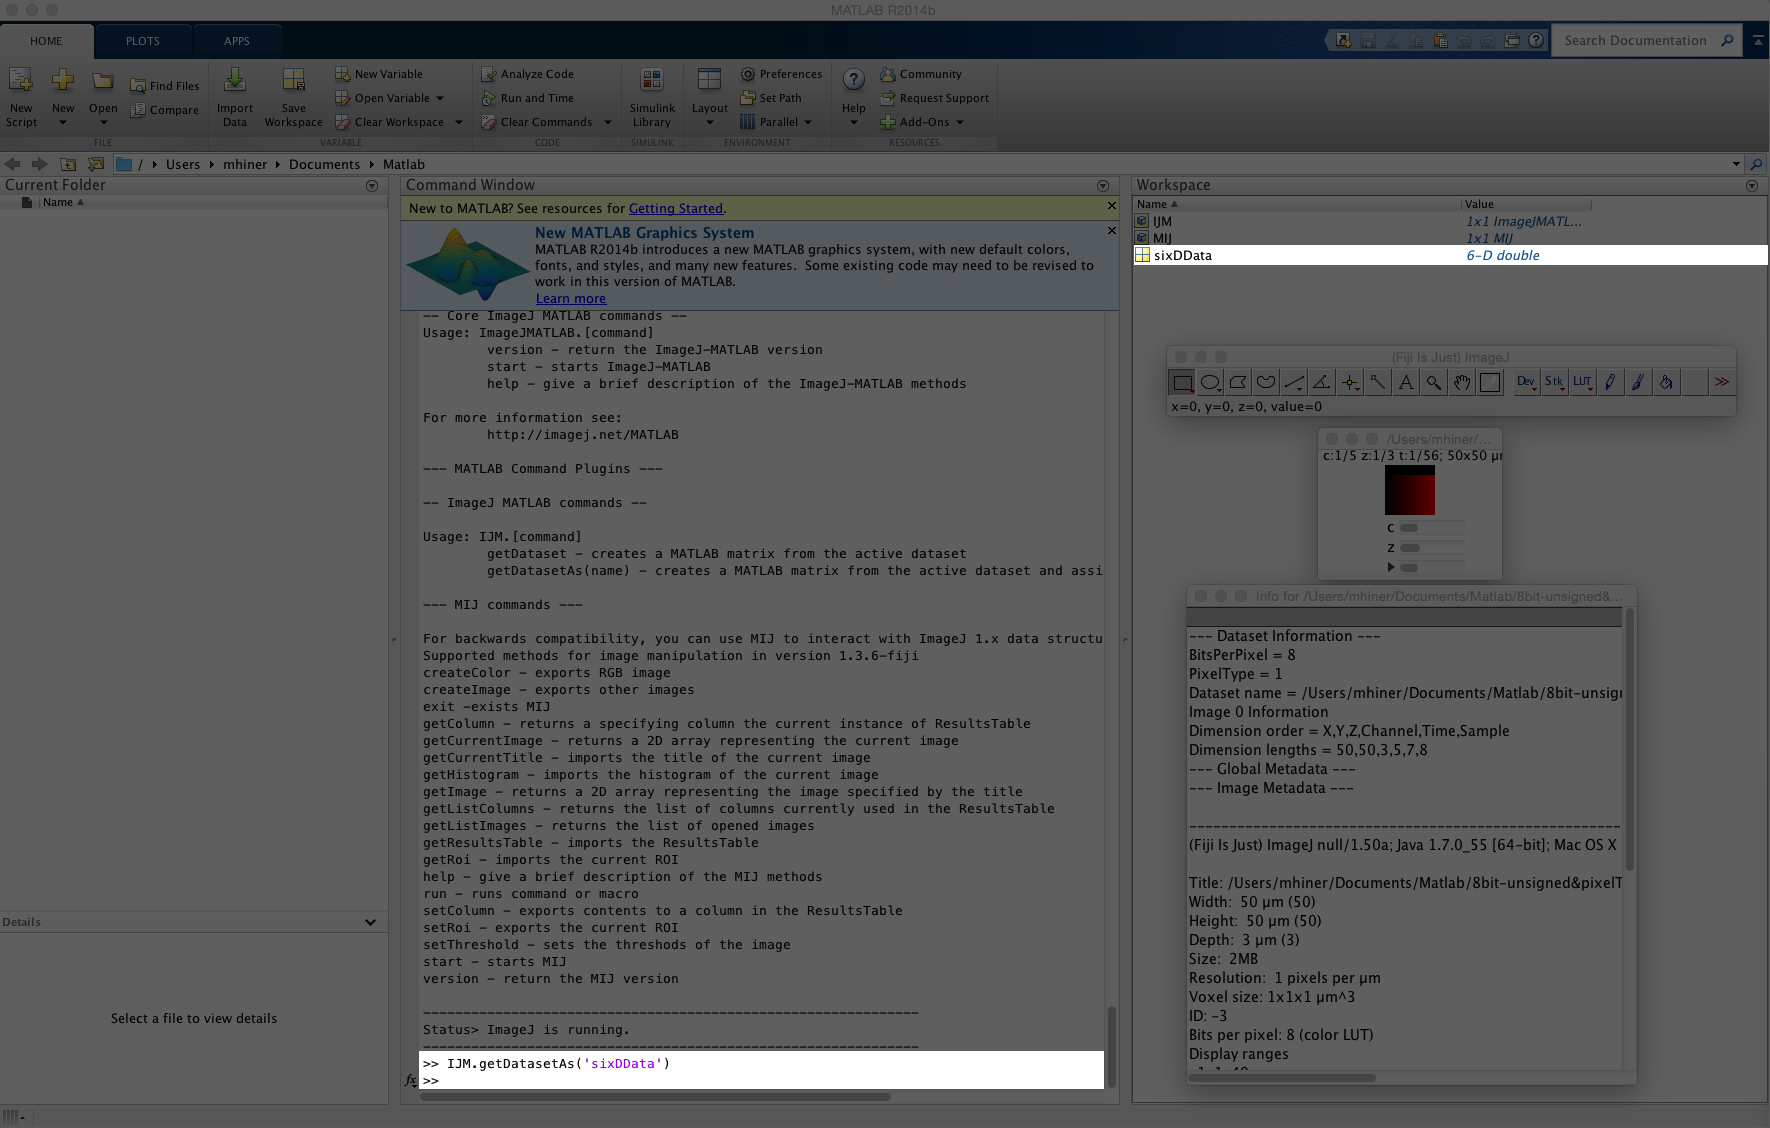 MATLAB R2014b
HOME
PLOTS
APPS
Search Documentation
New Script
New
Open
Find Files
Compare
Import Data
Save Workspace
New Variable
Open Variable
Clear Workspace
Analyze Code
Run and Time
Clear Commands
Simulink Library
Layout
Preferences
Set Path
Parallel
Help
Community
Request Support
Add-Ons
FILE
VARIABLE
CODE
SIMULINK
ENVIRONMENT
RESOURCES
/ Users mhiner Documents Matlab
Current Folder
Name
Details
Select a file to view details
Command Window
New to MATLAB? See resources for Getting Started.
New MATLAB Graphics System
MATLAB R2014b introduces a new MATLAB graphics system, with new default colors,
fonts, and styles, and many new features. Some existing code may need to be revised to
work in this version of MATLAB.
Learn more
-- Core ImageJ MATLAB commands --
Usage: ImageJMATLAB.[command]
version - return the ImageJ-MATLAB version
start - starts ImageJ-MATLAB
help - give a brief description of the ImageJ-MATLAB methods
For more information see:
http://imagej.net/MATLAB
--- MATLAB Command Plugins ---
-- ImageJ MATLAB commands --
Usage: IJM.[command]
getDataset - creates a MATLAB matrix from the active dataset
getDatasetAs(name) - creates a MATLAB matrix from the active dataset and assi
--- MIJ commands ---
For backwards compatibility, you can use MIJ to interact with ImageJ 1.x data structu
Supported methods for image manipulation in version 1.3.6-fiji
createColor - exports RGB image
createImage - exports other images
exit -exists MIJ
getColumn - returns a specifying column the current instance of ResultsTable
getCurrentImage - returns a 2D array representing the current image
getCurrentTitle - imports the title of the current image
getHistogram - imports the histogram of the current image
getImage - returns a 2D array representing the image specified by the title
getListColumns - returns the list of columns currently used in the ResultsTable
getListImages - returns the list of opened images
getResultsTable - imports the ResultsTable
getRoi - imports the current ROI
help - give a brief description of the MIJ methods
run - runs command or macro
setColumn - exports contents to a column in the ResultsTable
setRoi - exports the current ROI
setThreshold - sets the threshods of the image
start - starts MIJ
version - return the MIJ version
--------------------------------------------------------------
Status> ImageJ is running.
--------------------------------------------------------------
>> IJM.getDatasetAs('sixDData')
fx >>
Workspace
Name Value
IJM 1x1 ImageJMATL...
MIJ 1x1 MIJ
sixDData 6-D double
(Fiji Is Just) ImageJ
A Dev Stk LUT >>
x=0, y=0, z=0, value=0
/Users/mhiner/...
c:1/5 z:1/3 t:1/56; 50x50 µr
C
Z
Info for /Users/mhiner/Documents/Matlab/8bit-unsigned&...
--- Dataset Information ---
BitsPerPixel = 8
PixelType = 1
Dataset name = /Users/mhiner/Documents/Matlab/8bit-unsigr
Image 0 Information
Dimension order = X,Y,Z,Channel,Time,Sample
Dimension lengths = 50,50,3,5,7,8
--- Global Metadata ---
--- Image Metadata ---
------------------------------------------------------
(Fiji Is Just) ImageJ null/1.50a; Java 1.7.0_55 [64-bit]; Mac OS X
Title: /Users/mhiner/Documents/Matlab/8bit-unsigned&pixelT
Width: 50 µm (50)
Height: 50 µm (50)
Depth: 3 µm (3)
Size: 2MB
Resolution: 1 pixels per µm
Voxel size: 1x1x1 µm^3
ID: -3
Bits per pixel: 8 (color LUT)
Display ranges